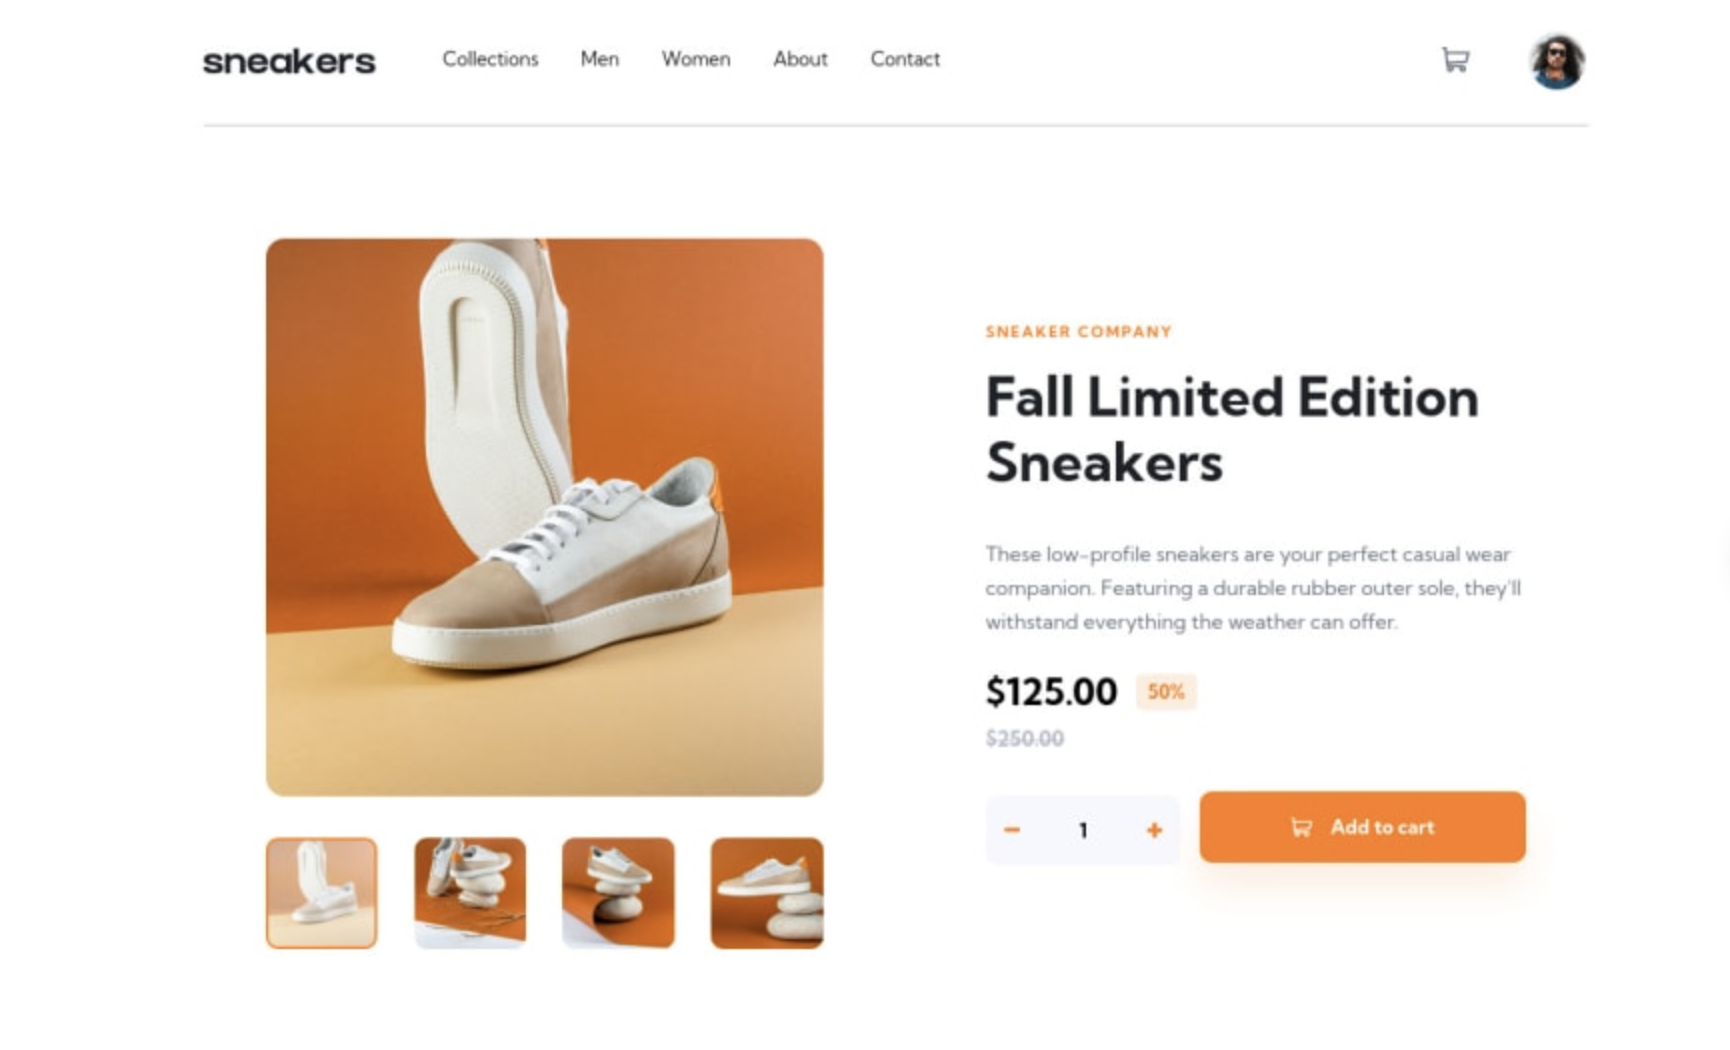 sneakers
Collections Men Women About Contact
SNEAKER COMPANY
Fall Limited Edition
Sneakers
These low-profile sneakers are your perfect casual wear
companion. Featuring a durable rubber outer sole, they'll
withstand everything the weather can offer.
$125.00 50%
$250.00
− 1 +
Add to cart